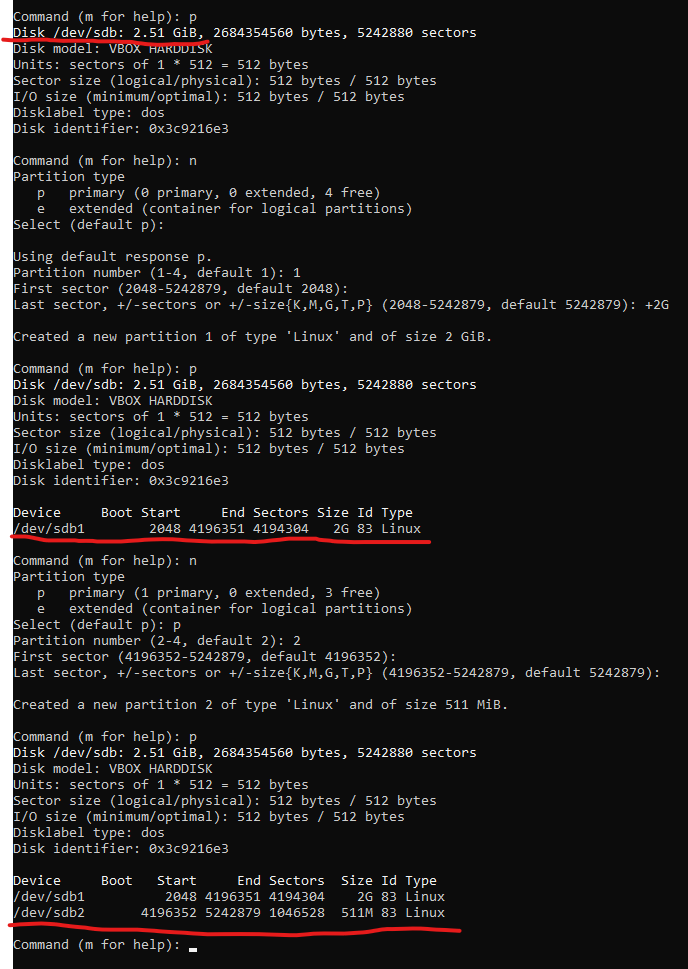 Command (m for help): p
Disk /dev/sdb: 2.51 GiB, 2684354560 bytes, 5242880 sectors
Disk model: VBOX HARDDISK
Units: sectors of 1 * 512 = 512 bytes
Sector size (logical/physical): 512 bytes / 512 bytes
I/O size (minimum/optimal): 512 bytes / 512 bytes
Disklabel type: dos
Disk identifier: 0x3c9216e3
Command (m for help): n
Partition type
p   primary (0 primary, 0 extended, 4 free)
e   extended (container for logical partitions)
Select (default p):
Using default response p.
Partition number (1-4, default 1): 1
First sector (2048-5242879, default 2048):
Last sector, +/-sectors or +/-size{K,M,G,T,P} (2048-5242879, default 5242879): +2G
Created a new partition 1 of type 'Linux' and of size 2 GiB.
Command (m for help): p
Disk /dev/sdb: 2.51 GiB, 2684354560 bytes, 5242880 sectors
Disk model: VBOX HARDDISK
Units: sectors of 1 * 512 = 512 bytes
Sector size (logical/physical): 512 bytes / 512 bytes
I/O size (minimum/optimal): 512 bytes / 512 bytes
Disklabel type: dos
Disk identifier: 0x3c9216e3
Device     Boot Start     End Sectors Size Id Type
/dev/sdb1        2048 4196351 4194304   2G 83 Linux
Command (m for help): n
Partition type
p   primary (1 primary, 0 extended, 3 free)
e   extended (container for logical partitions)
Select (default p): p
Partition number (2-4, default 2): 2
First sector (4196352-5242879, default 4196352):
Last sector, +/-sectors or +/-size{K,M,G,T,P} (4196352-5242879, default 5242879):
Created a new partition 2 of type 'Linux' and of size 511 MiB.
Command (m for help): p
Disk /dev/sdb: 2.51 GiB, 2684354560 bytes, 5242880 sectors
Disk model: VBOX HARDDISK
Units: sectors of 1 * 512 = 512 bytes
Sector size (logical/physical): 512 bytes / 512 bytes
I/O size (minimum/optimal): 512 bytes / 512 bytes
Disklabel type: dos
Disk identifier: 0x3c9216e3
Device     Boot   Start     End Sectors  Size Id Type
/dev/sdb1          2048 4196351 4194304    2G 83 Linux
/dev/sdb2       4196352 5242879 1046528  511M 83 Linux
Command (m for help):